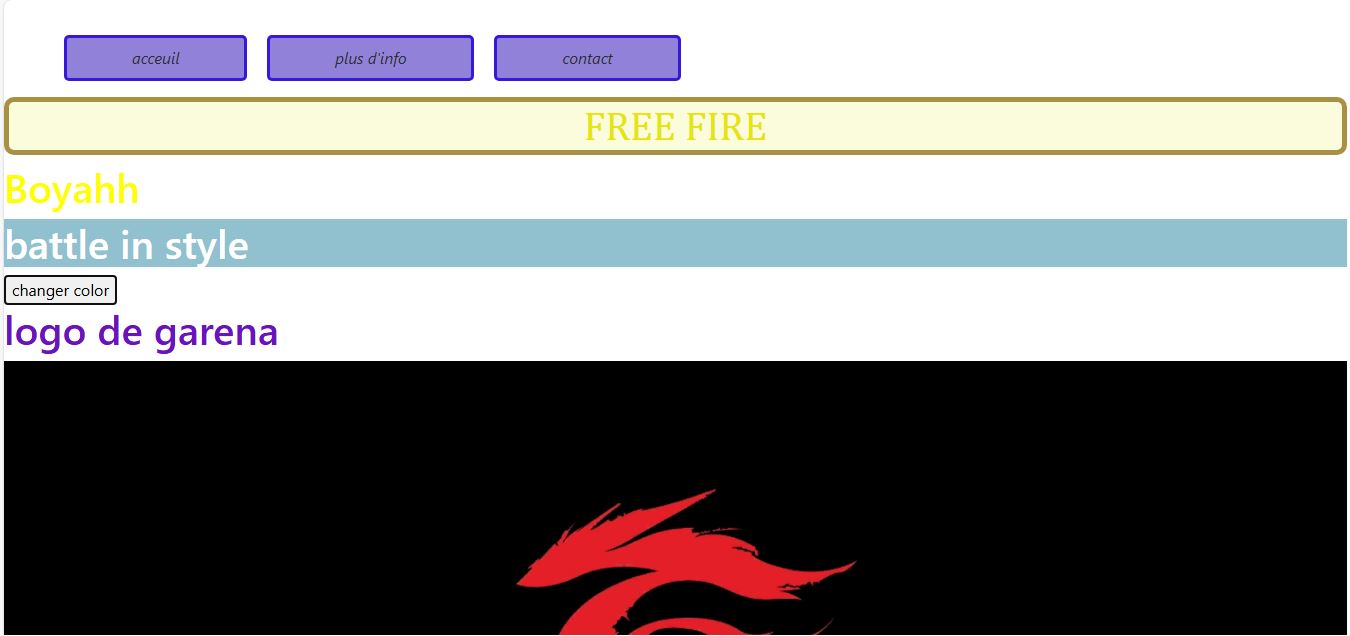 acceuil plus d'info contact
FREE FIRE
Boyahh
battle in style
changer color
logo de garena